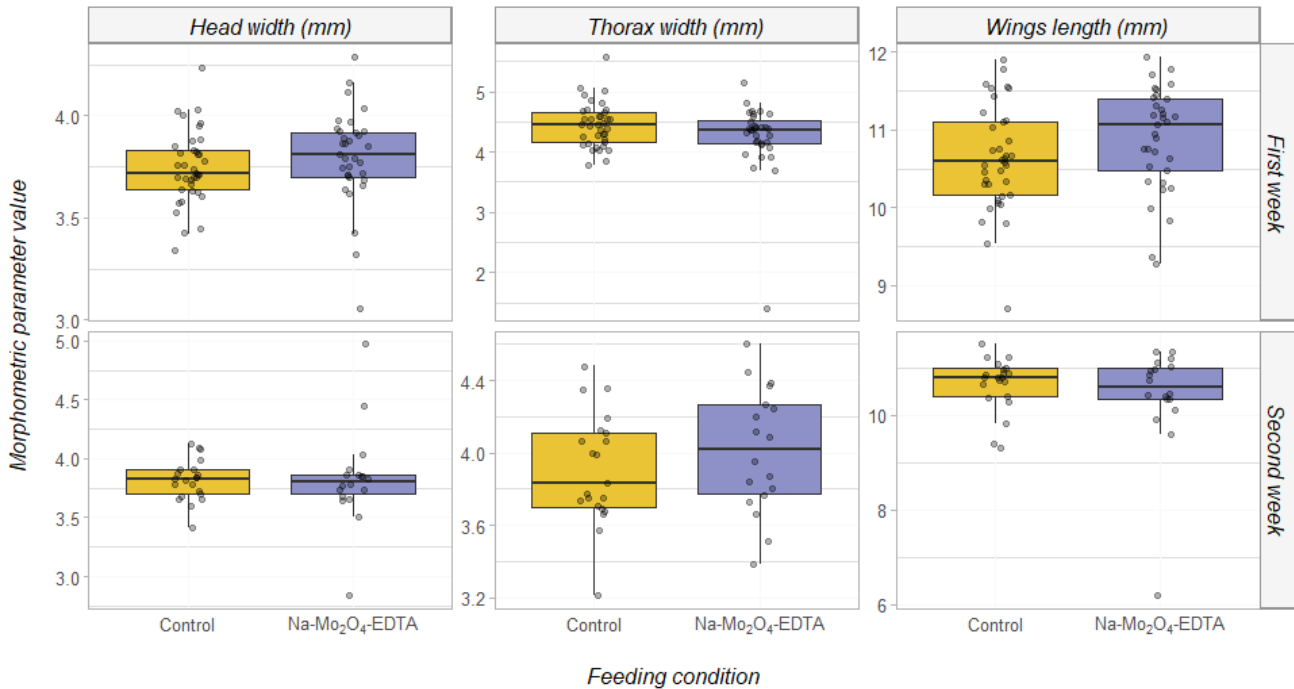 Head width (mm)
Thorax width (mm)
Wings length (mm)
Morphometric parameter value
4.0
3.5
3.0
5
4
3
2
12
11
10
9
First week
5.0
4.5
4.0
3.5
3.0
4.4
4.0
3.6
3.2
10
8
6
Second week
Control
Na-Mo₂O₄-EDTA
Control
Na-Mo₂O₄-EDTA
Control
Na-Mo₂O₄-EDTA
Feeding condition